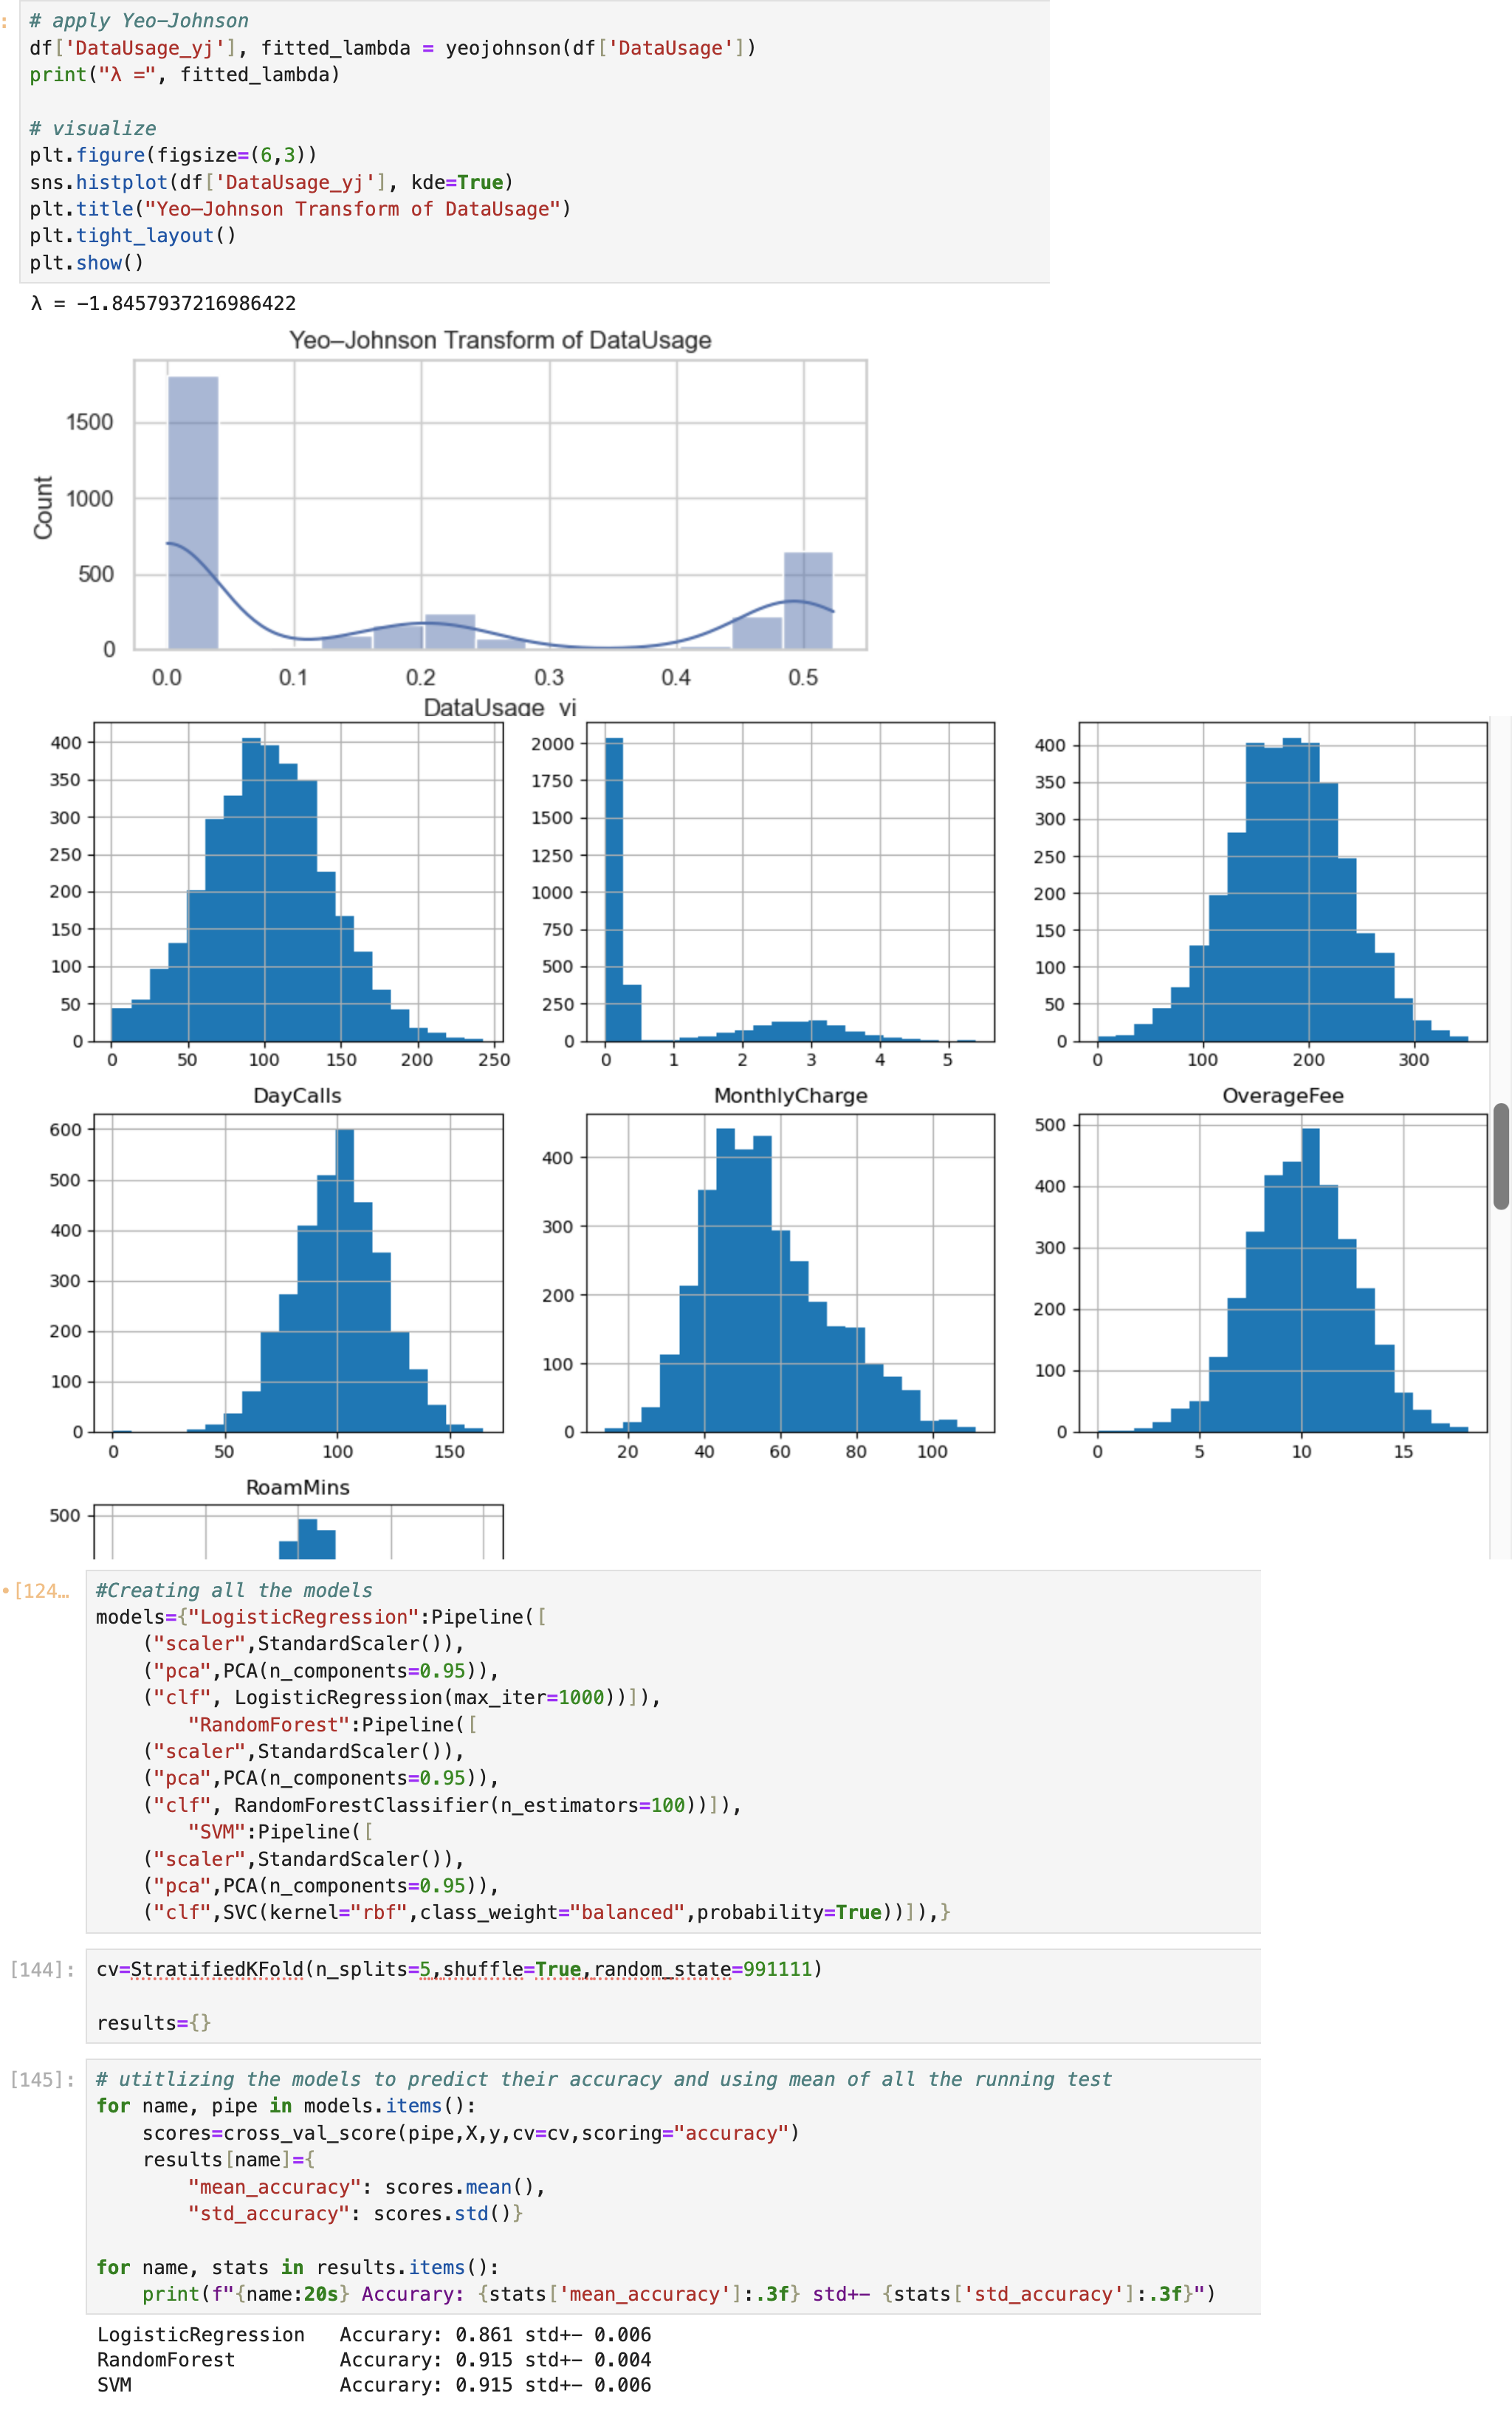 :
# apply Yeo–Johnson
df['DataUsage_yj'], fitted_lambda = yeojohnson(df['DataUsage'])
print("λ =", fitted_lambda)
# visualize
plt.figure(figsize=(6,3))
sns.histplot(df['DataUsage_yj'], kde=True)
plt.title("Yeo–Johnson Transform of DataUsage")
plt.tight_layout()
plt.show()
λ = -1.8457937216986422
Yeo–Johnson Transform of DataUsage
Count
1500
1000
500
0
0.0 0.1 0.2 0.3 0.4 0.5
DataUsage_yj
400
350
300
250
200
150
100
50
0
0 50 100 150 200 250
2000
1750
1500
1250
1000
750
500
250
0
0 1 2 3 4 5
400
350
300
250
200
150
100
50
0
0 100 200 300
DayCalls
600
500
400
300
200
100
0
0 50 100 150
MonthlyCharge
400
300
200
100
0
20 40 60 80 100
OverageFee
500
400
300
200
100
0
0 5 10 15
RoamMins
500
•[124…
#Creating all the models
models={"LogisticRegression":Pipeline([
("scaler",StandardScaler()),
("pca",PCA(n_components=0.95)),
("clf", LogisticRegression(max_iter=1000))]),
"RandomForest":Pipeline([
("scaler",StandardScaler()),
("pca",PCA(n_components=0.95)),
("clf", RandomForestClassifier(n_estimators=100))]),
"SVM":Pipeline([
("scaler",StandardScaler()),
("pca",PCA(n_components=0.95)),
("clf",SVC(kernel="rbf",class_weight="balanced",probability=True))]),}
[144]:
cv=StratifiedKFold(n_splits=5,shuffle=True,random_state=991111)
results={}
[145]:
# utitlizing the models to predict their accuracy and using mean of all the running test
for name, pipe in models.items():
scores=cross_val_score(pipe,X,y,cv=cv,scoring="accuracy")
results[name]={
"mean_accuracy": scores.mean(),
"std_accuracy": scores.std()}
for name, stats in results.items():
print(f"{name:20s} Accurary: {stats['mean_accuracy']:.3f} std+- {stats['std_accuracy']:.3f}")
LogisticRegression Accurary: 0.861 std+- 0.006
RandomForest Accurary: 0.915 std+- 0.004
SVM Accurary: 0.915 std+- 0.006